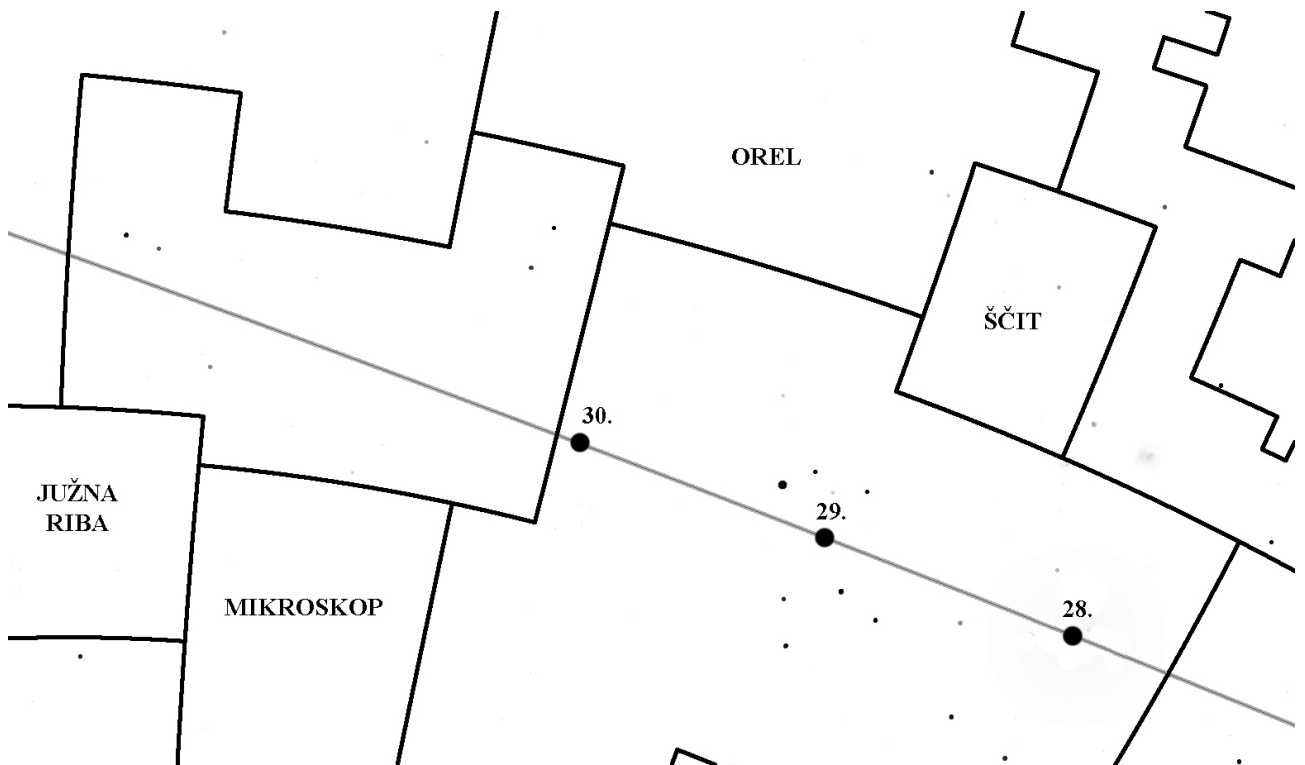 OREL
ŠČIT
30.
JUŽNA
RIBA
29.
MIKROSKOP
28.